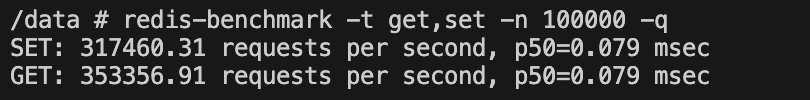 /data # redis-benchmark -t get,set -n 100000 -q
SET: 317460.31 requests per second, p50=0.079 msec
GET: 353356.91 requests per second, p50=0.079 msec